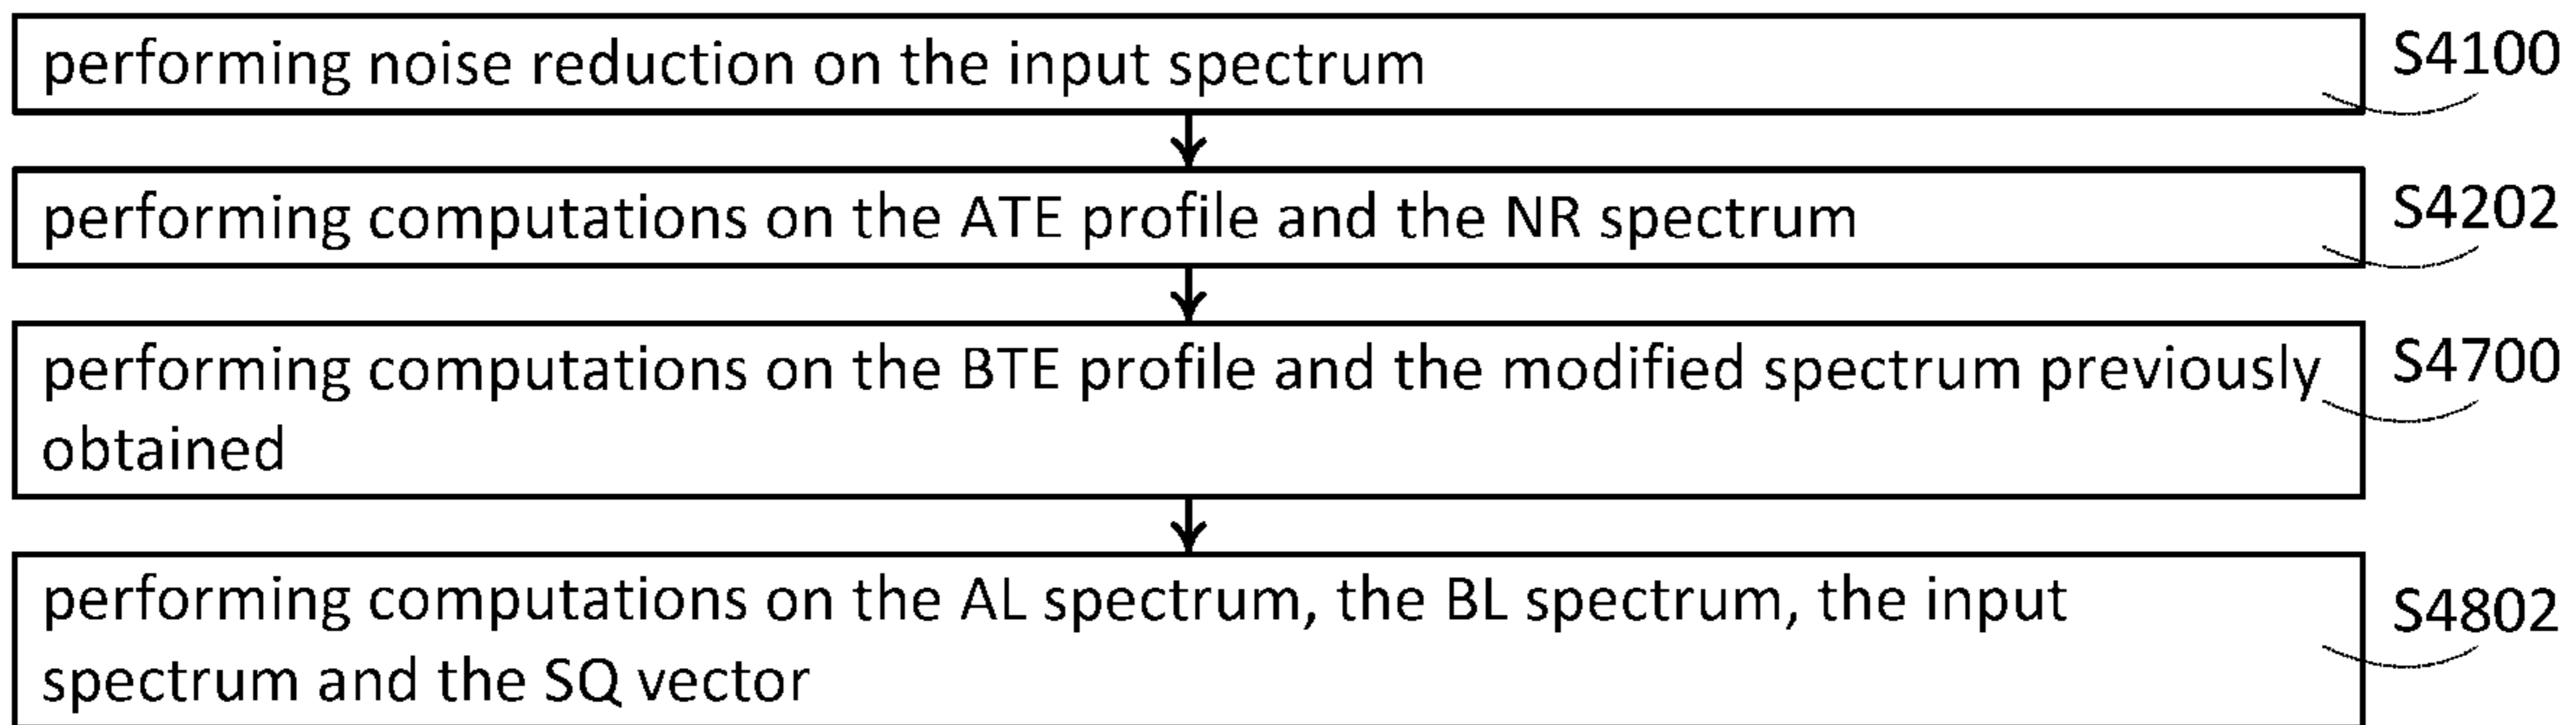 performing noise reduction on the input spectrum
S4100
performing computations on the ATE profile and the NR spectrum
S4202
performing computations on the BTE profile and the modified spectrum previously
obtained
S4700
performing computations on the AL spectrum, the BL spectrum, the input
spectrum and the SQ vector
S4802